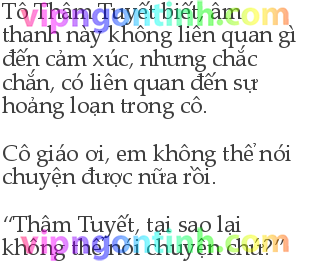 Tô Thâm Tuyết biết, âm
thanh này không liên quan gì
đến cảm xúc, nhưng chắc
chắn, có liên quan đến sự
hoảng loạn trong cô.
Cô giáo ơi, em không thể nói
chuyện được nữa rồi.
“Thâm Tuyết, tại sao lại
không thể nói chuyện chứ?”
vipngontinh.com
vipngontinh.com